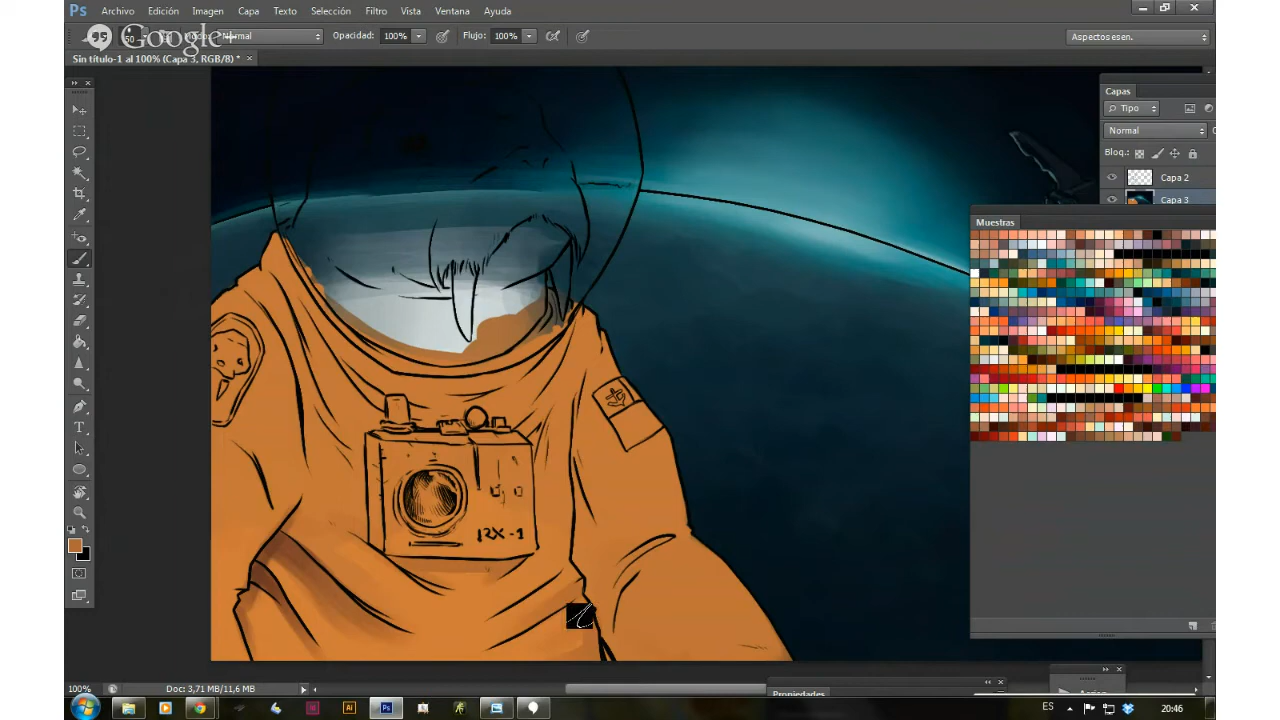 Ps Archivo Edición Imagen Capa Texto Selección Filtro Vista Ventana Ayuda
Google+
50 Modo: Normal Opacidad: 100% Flujo: 100% Aspectos esen.
Sin título-1 al 100% (Capa 3, RGB/8) *
Capas
Tipo
Normal
Bloq.:
Capa 2
Capa 3
Muestras
RX-1
100% Doc: 3,71 MB/11,6 MB
Propiedades
ES 20:46